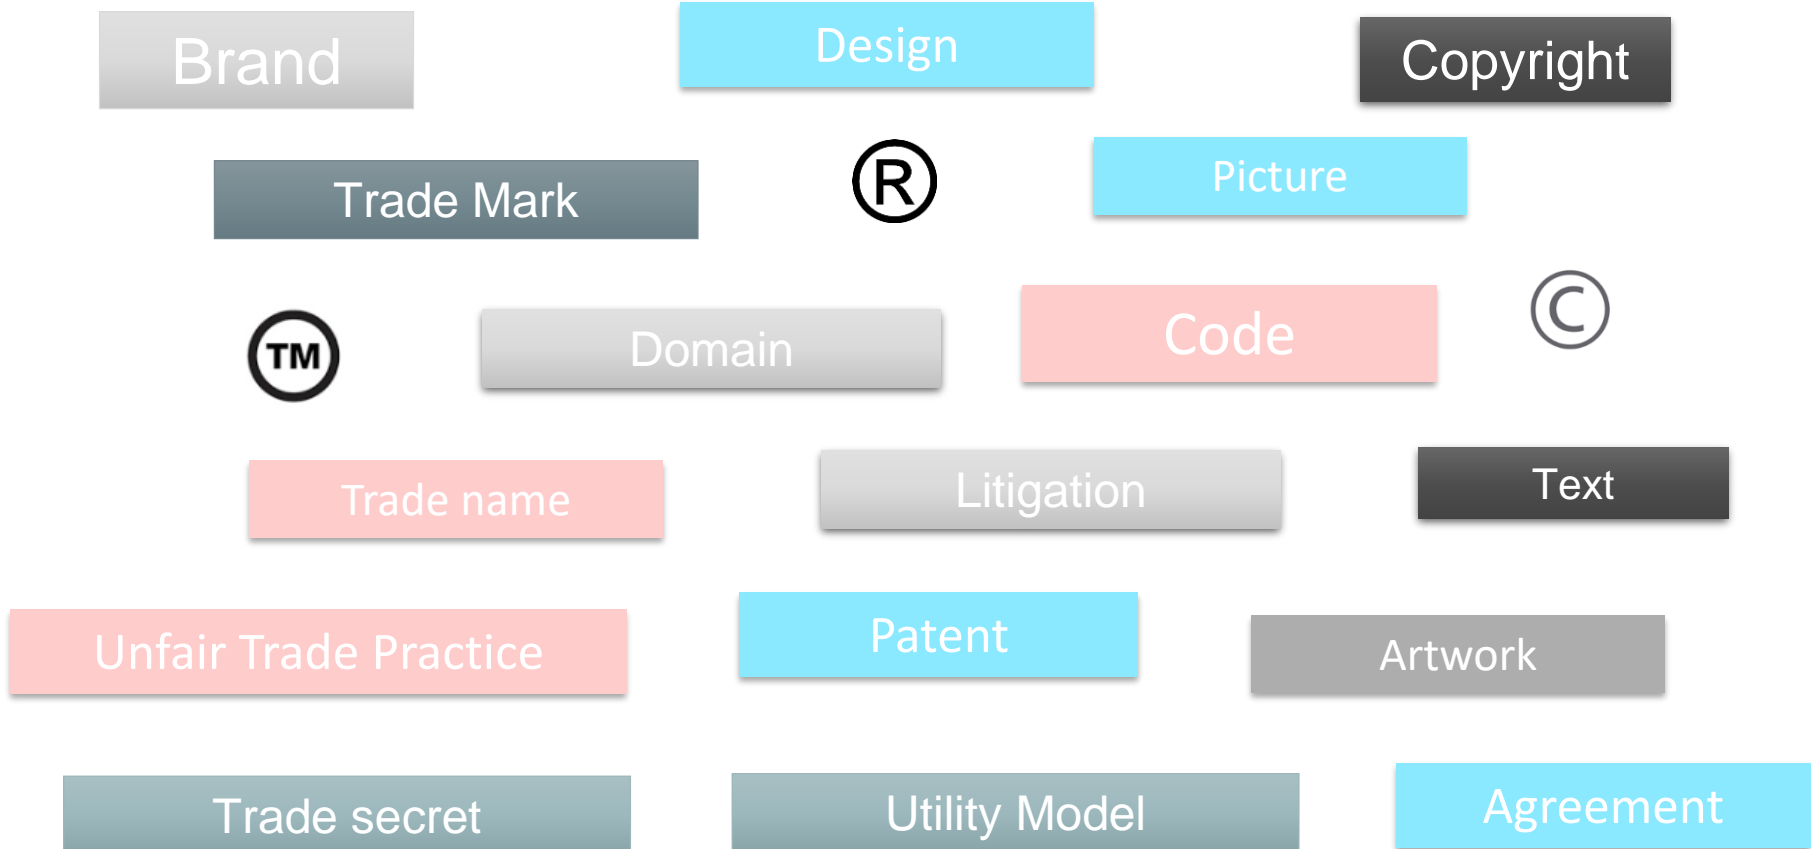 Brand
Design
Copyright
Trade Mark
®
Picture
TM
Domain
Code
©
Trade name
Litigation
Text
Unfair Trade Practice
Patent
Artwork
Trade secret
Utility Model
Agreement